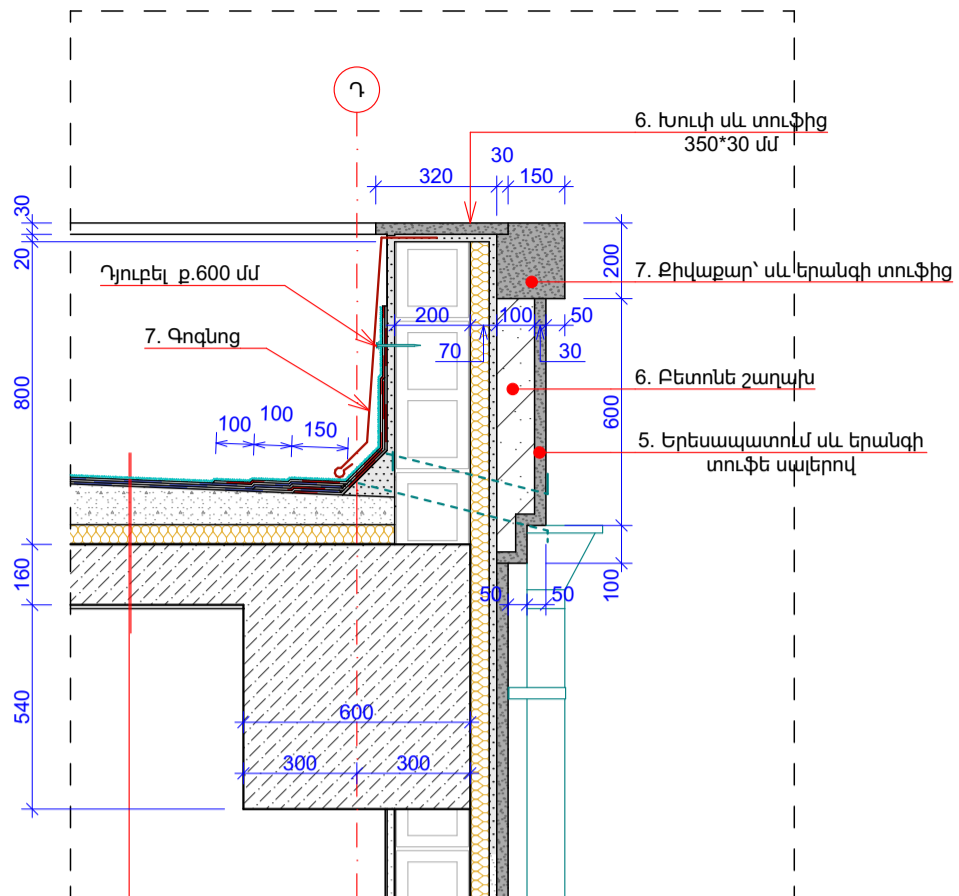 Դ
6. Խուփ սև տուֆից
350*30 մմ
30
320
150
30
20
200
7. Քիվաքար՝ սև երանգի տուֆից
Դյուբել ք.600 մմ
7. Գոգնոց
200
100
50
70
30
6. Բետոնե շաղախ
800
600
100
100
150
5. Երեսապատում սև երանգի
տուֆե սալերով
160
50
50
100
540
600
300
300